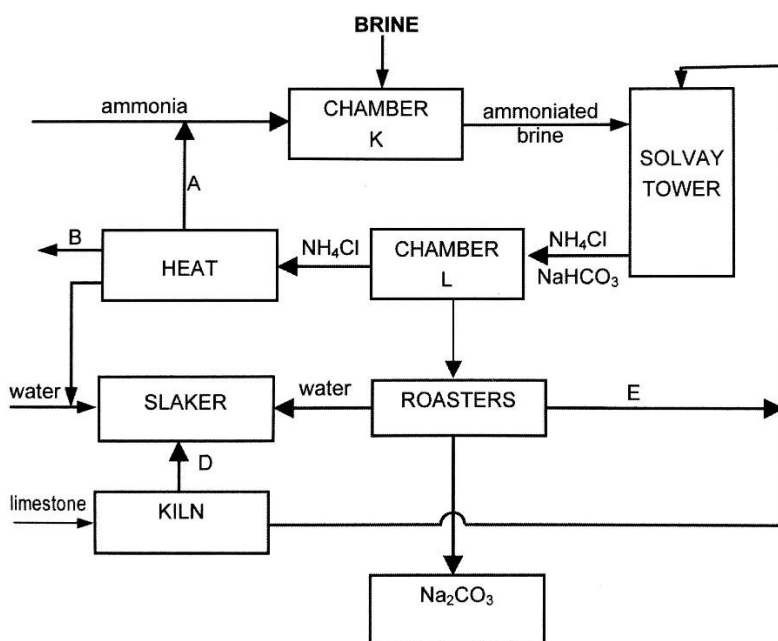 BRINE
ammonia
CHAMBER
K
ammoniated
brine
SOLVAY
TOWER
A
B
HEAT
NH₄Cl
CHAMBER
L
NH₄Cl
NaHCO₃
water
SLAKER
water
ROASTERS
E
D
limestone
KILN
Na₂CO₃